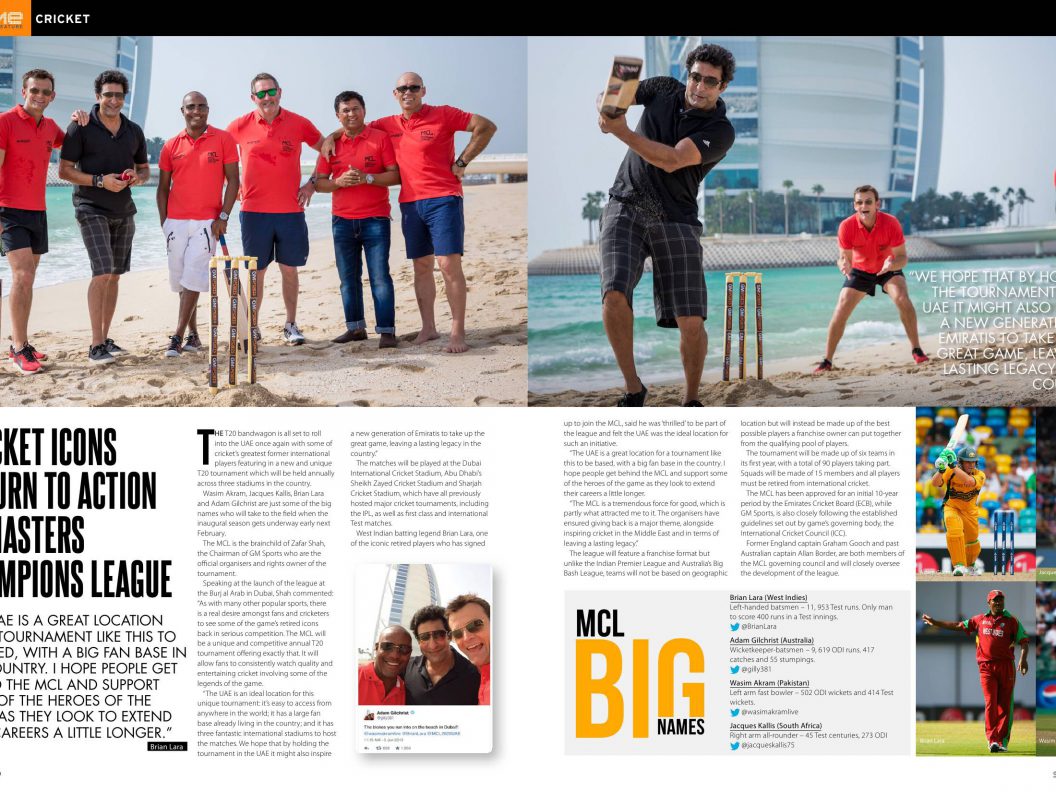 CRICKET
"WE HOPE THAT BY HO
THE TOURNAMENT
UAE IT MIGHT ALSO
A NEW GENERAT
EMIRATIS TO TAKE
GREAT GAME, LEA
LASTING LEGACY
CO
CKET ICONS
URN TO ACTION
MASTERS
MPIONS LEAGUE
AE IS A GREAT LOCATION
TOURNAMENT LIKE THIS TO
ED, WITH A BIG FAN BASE IN
OUNTRY. I HOPE PEOPLE GET
D THE MCL AND SUPPORT
OF THE HEROES OF THE
AS THEY LOOK TO EXTEND
CAREERS A LITTLE LONGER."
Brian Lara
THE T20 bandwagon is all set to roll
into the UAE once again with some of
cricket's greatest former international
players featuring in a new and unique
T20 tournament which will be held annually
across three stadiums in the country.
Wasim Akram, Jacques Kallis, Brian Lara
and Adam Gilchrist are just some of the big
names who will take to the field when the
inaugural season gets underway early next
February.
The MCL is the brainchild of Zafar Shah,
the Chairman of GM Sports who are the
official organisers and rights owner of the
tournament.
Speaking at the launch of the league at
the Burj al Arab in Dubai, Shah commented:
"As with many other popular sports, there
is a real desire amongst fans and cricketers
to see some of the game's retired icons
back in serious competition. The MCL will
be a unique and competitive annual T20
tournament offering exactly that. It will
allow fans to consistently watch quality and
entertaining cricket involving some of the
legends of the game.
"The UAE is an ideal location for this
unique tournament: it's easy to access from
anywhere in the world; it has a large fan
base already living in the country; and it has
three fantastic international stadiums to host
the matches. We hope that by holding the
tournament in the UAE it might also inspire
a new generation of Emiratis to take up the
great game, leaving a lasting legacy in the
country."
The matches will be played at the Dubai
International Cricket Stadium, Abu Dhabi's
Sheikh Zayed Cricket Stadium and Sharjah
Cricket Stadium, which have all previously
hosted major cricket tournaments, including
the IPL, as well as first class and international
Test matches.
West Indian batting legend Brian Lara, one
of the iconic retired players who has signed
Adam Gilchrist
@gilly381
The blokes you run into on the beach in Dubai!!
up to join the MCL, said he was 'thrilled' to be part of
the league and felt the UAE was the ideal location for
such an initiative.
"The UAE is a great location for a tournament like
this to be based, with a big fan base in the country. I
hope people get behind the MCL and support some
of the heroes of the game as they look to extend
their careers a little longer.
"The MCL is a tremendous force for good, which is
partly what attracted me to it. The organisers have
ensured giving back is a major theme, alongside
inspiring cricket in the Middle East and in terms of
leaving a lasting legacy."
The league will feature a franchise format but
unlike the Indian Premier League and Australia's Big
Bash League, teams will not be based on geographic
location but will instead be made up of the best
possible players a franchise owner can put together
from the qualifying pool of players.
The tournament will be made up of six teams in
its first year, with a total of 90 players taking part.
Squads will be made of 15 members and all players
must be retired from international cricket.
The MCL has been approved for an initial 10-year
period by the Emirates Cricket Board (ECB), while
GM Sports, is also closely following the established
guidelines set out by game's governing body, the
International Cricket Council (ICC).
Former England captain Graham Gooch and past
Australian captain Allan Border, are both members of
the MCL governing council and will closely oversee
the development of the league.
MCL
BIG
NAMES
Brian Lara (West Indies)
Left-handed batsmen – 11, 953 Test runs. Only man
to score 400 runs in a Test innings.
@BrianLara
Adam Gilchrist (Australia)
Wicketkeeper-batsmen – 9, 619 ODI runs. 417
catches and 55 stumpings.
@gilly381
Wasim Akram (Pakistan)
Left arm fast bowler – 502 ODI wickets and 414 Test
wickets.
@wasimakramlive
Jacques Kallis (South Africa)
Right arm all-rounder – 45 Test centuries, 273 ODI
@jacqueskallis75
Brian Lara